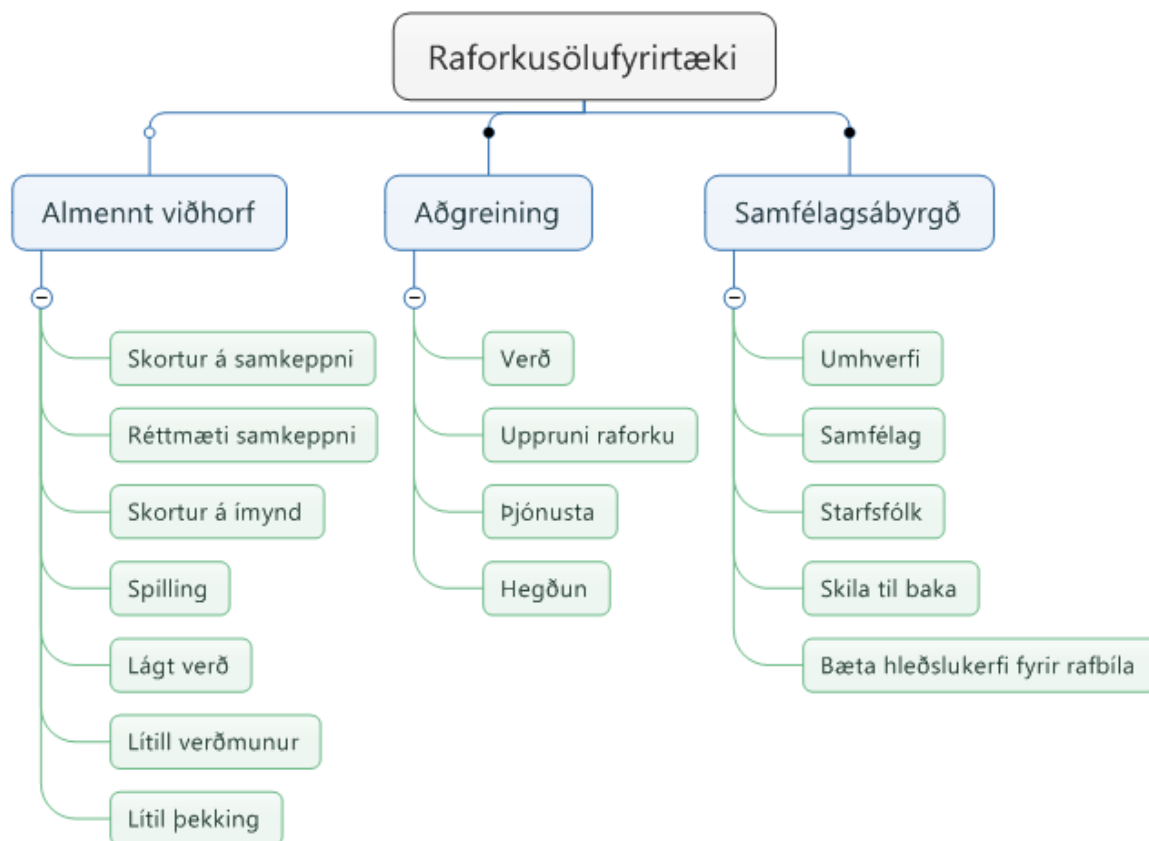 Raforkusölufyrirtæki
Almennt viðhorf
Skortur á samkeppni
Réttmæti samkeppni
Skortur á ímynd
Spilling
Lágt verð
Lítill verðmunur
Lítil þekking
Aðgreining
Verð
Uppruni raforku
Þjónusta
Hegðun
Samfélagsábyrgð
Umhverfi
Samfélag
Starfsfólk
Skila til baka
Bæta hleðslukerfi fyrir rafbíla